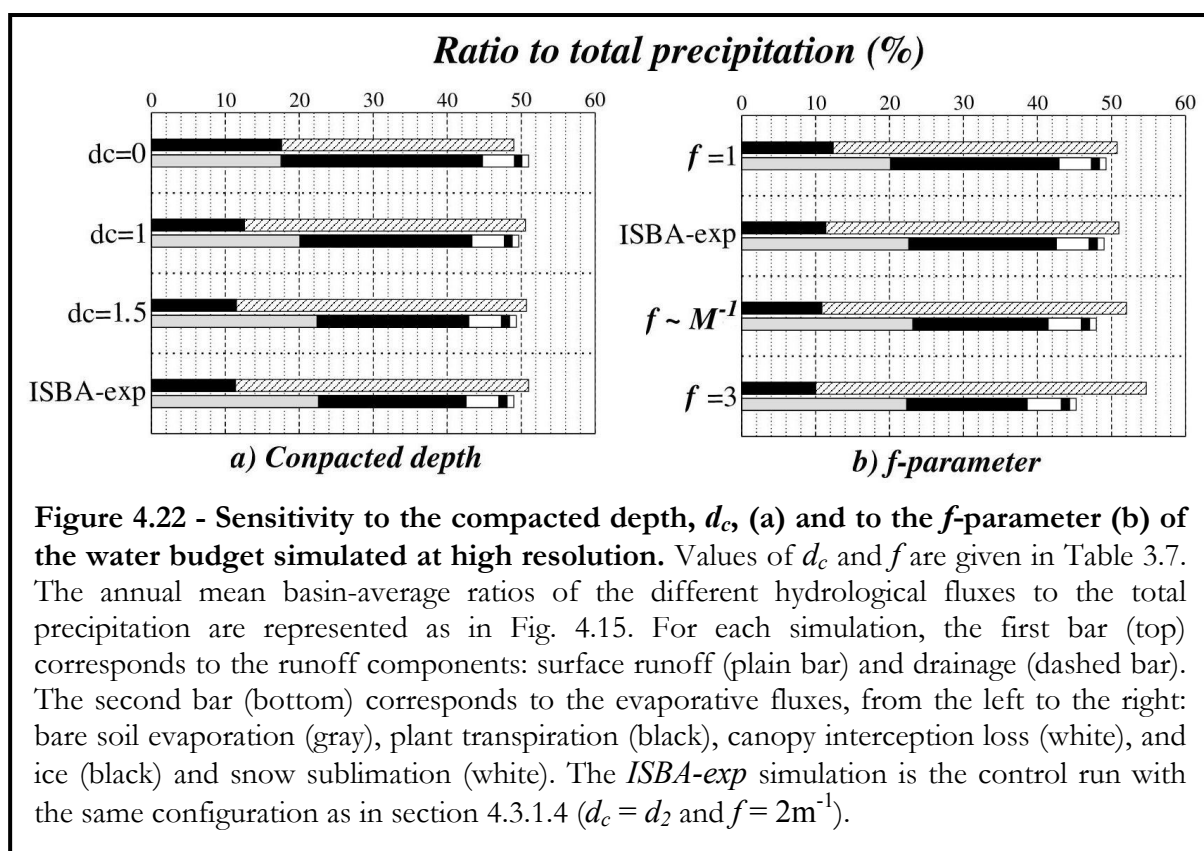 Ratio to total precipitation (%)
0 10 20 30 40 50 60
dc=0
dc=1
dc=1.5
ISBA-exp
a) Conpacted depth
0 10 20 30 40 50 60
f =1
ISBA-exp
f ~ M⁻¹
f =3
b) f-parameter
Figure 4.22 - Sensitivity to the compacted depth, dc, (a) and to the f-parameter (b) of
the water budget simulated at high resolution. Values of dc and f are given in Table 3.7.
The annual mean basin-average ratios of the different hydrological fluxes to the total
precipitation are represented as in Fig. 4.15. For each simulation, the first bar (top)
corresponds to the runoff components: surface runoff (plain bar) and drainage (dashed bar).
The second bar (bottom) corresponds to the evaporative fluxes, from the left to the right:
bare soil evaporation (gray), plant transpiration (black), canopy interception loss (white), and
ice (black) and snow sublimation (white). The ISBA-exp simulation is the control run with
the same configuration as in section 4.3.1.4 (dc = d2 and f = 2m⁻¹).